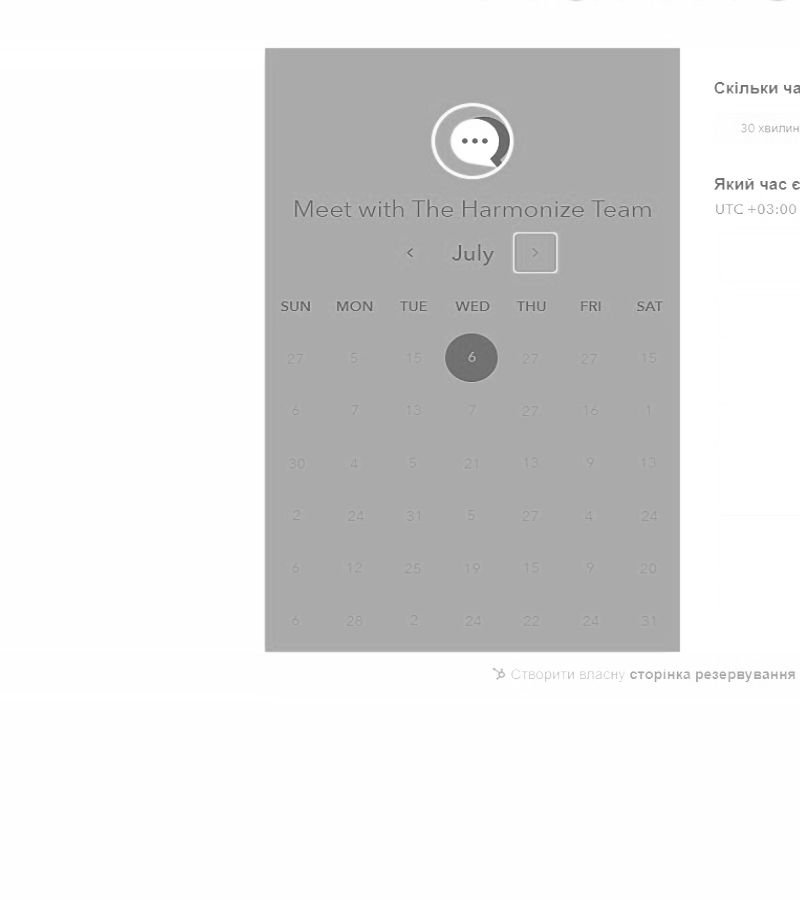 Meet with The Harmonize Team
July
SUN MON TUE WED THU FRI SAT
27 5 15 6 27 27 15
6 7 13 7 27 16 1
30 4 5 21 13 9 13
2 24 31 5 27 4 24
6 12 25 19 15 9 20
6 28 2 24 22 24 31
Скільки ча
30 хвилин
Який час є
UTC +03:00
Створити власну сторінка резервування